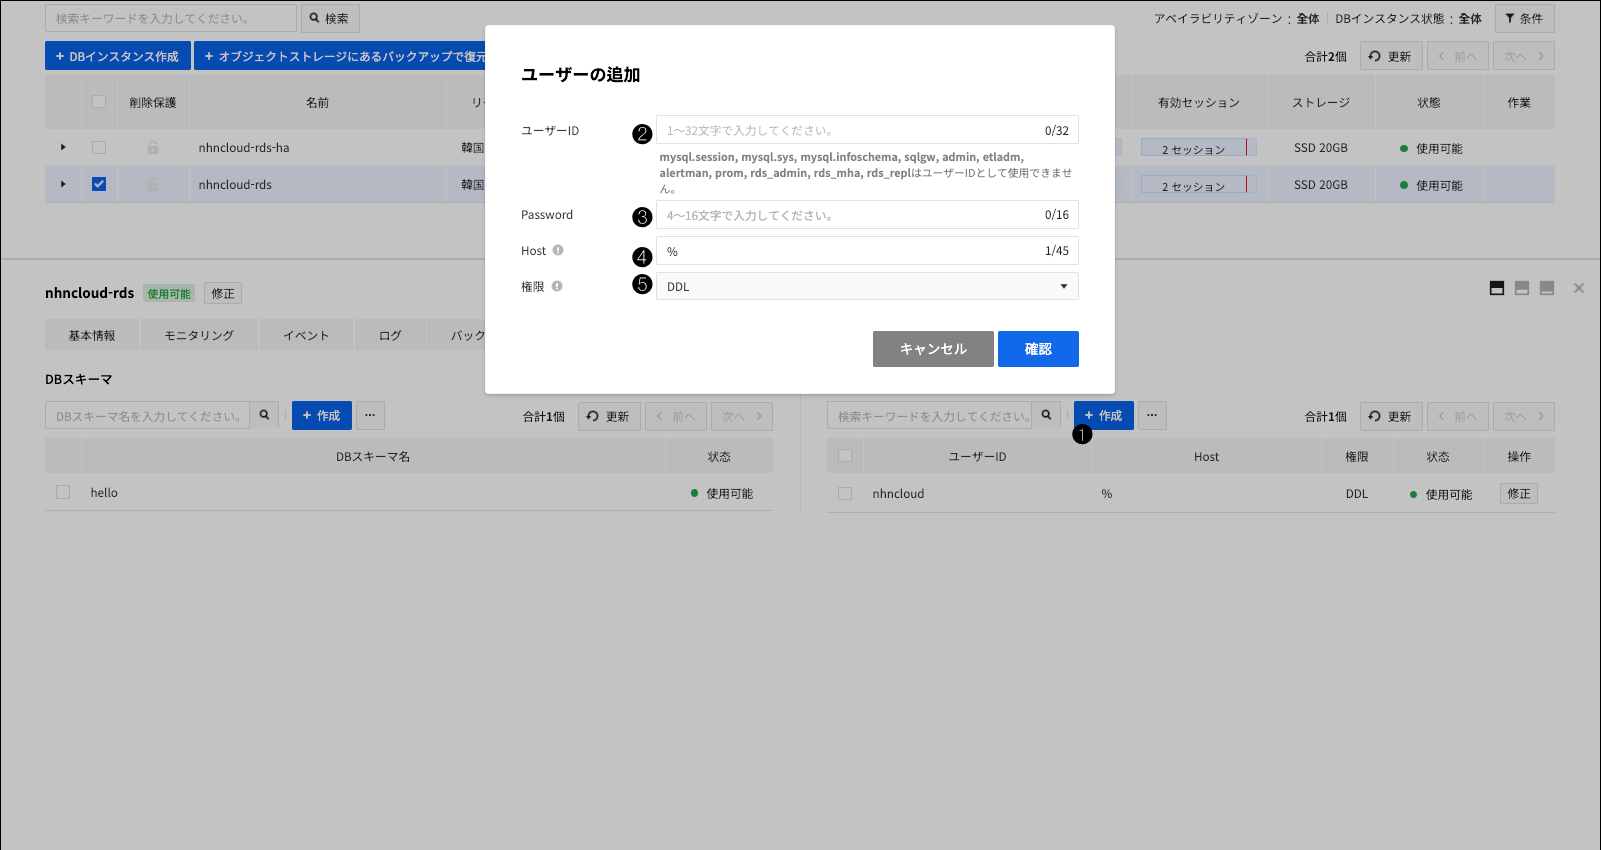 検索キーワードを入力してください。
検索
アベイラビリティゾーン : 全体
DBインスタンス状態 : 全体
条件
+ DBインスタンス作成
+ オブジェクトストレージにあるバックアップで復元
合計2個
更新
前へ
次へ
削除保護
名前
リ
有効セッション
ストレージ
状態
作業
nhncloud-rds-ha
韓国
2 セッション
SSD 20GB
使用可能
nhncloud-rds
韓国
2 セッション
SSD 20GB
使用可能
ユーザーの追加
ユーザーID
2
1～32文字で入力してください。
0/32
mysql.session, mysql.sys, mysql.infoschema, sqlgw, admin, etladm,
alertman, prom, rds_admin, rds_mha, rds_replはユーザーIDとして使用できませ
ん。
Password
3
4～16文字で入力してください。
0/16
Host
4
%
1/45
権限
5
DDL
キャンセル
確認
nhncloud-rds
使用可能
修正
基本情報
モニタリング
イベント
ログ
バック
DBスキーマ
DBスキーマ名を入力してください。
+ 作成
...
合計1個
更新
前へ
次へ
DBスキーマ名
状态
hello
使用可能
検索キーワードを入力してください。
+ 作成
1
...
合計1個
更新
前へ
次へ
ユーザーID
Host
権限
状态
操作
nhncloud
%
DDL
使用可能
修正